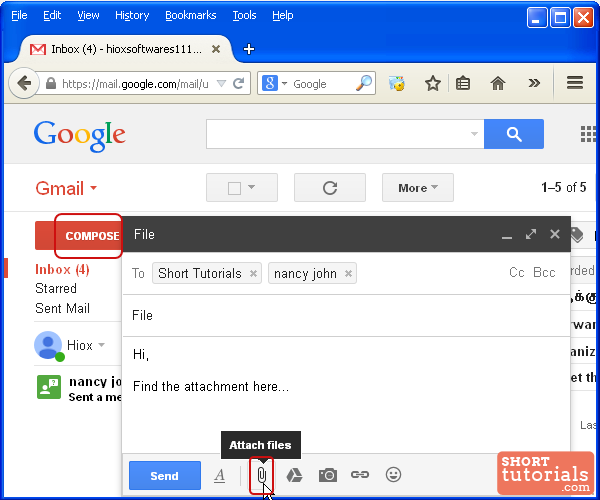 File Edit View History Bookmarks Tools Help
Inbox (4) - hioxsoftwares111...
https://mail.google.com/mail/u
Google
Google
Gmail
More
1–5 of 5
COMPOSE
File
Inbox (4)
To Short Tutorials nancy john Cc Bcc
Starred
Sent Mail
File
Hiox
Hi,
nancy jo
Find the attachment here...
Sent a me
Attach files
Send
SHORT
tutorials.com